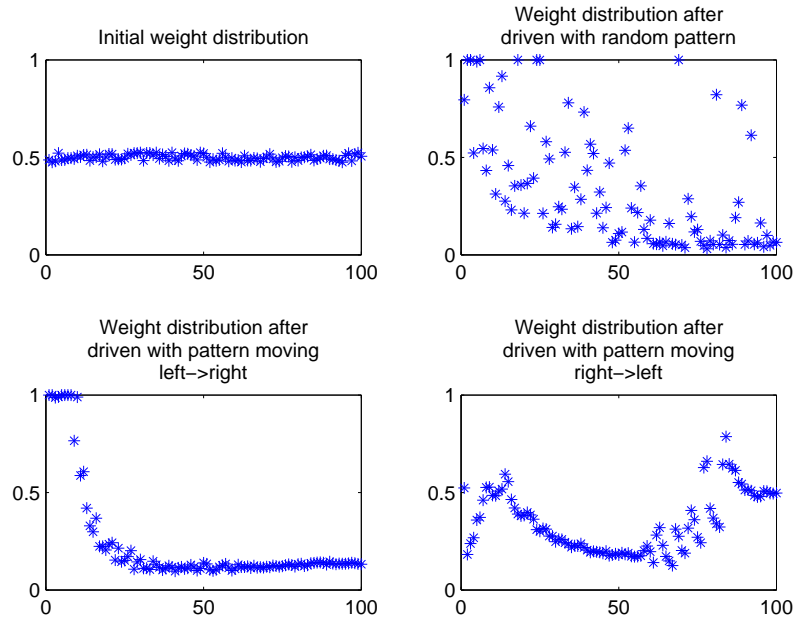 Initial weight distribution
1
0.5
0
0 50 100
Weight distribution after
driven with random pattern
1
0.5
0
0 50 100
Weight distribution after
driven with pattern moving
left->right
1
0.5
0
0 50 100
Weight distribution after
driven with pattern moving
right->left
1
0.5
0
0 50 100